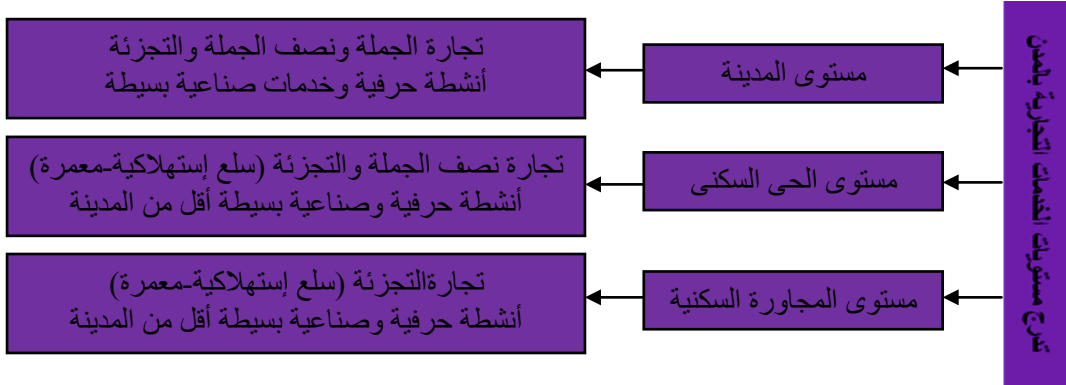 تدرج مستويات الخدمات التجارية بالمدن
مستوى المدينة
تجارة الجملة ونصف الجملة والتجزئة
أنشطة حرفية وخدمات صناعية بسيطة
مستوى الحى السكنى
تجارة نصف الجملة والتجزئة (سلع إستهلاكية-معمرة)
أنشطة حرفية وصناعية بسيطة أقل من المدينة
مستوى المجاورة السكنية
تجارةالتجزئة (سلع إستهلاكية-معمرة)
أنشطة حرفية وصناعية بسيطة أقل من المدينة